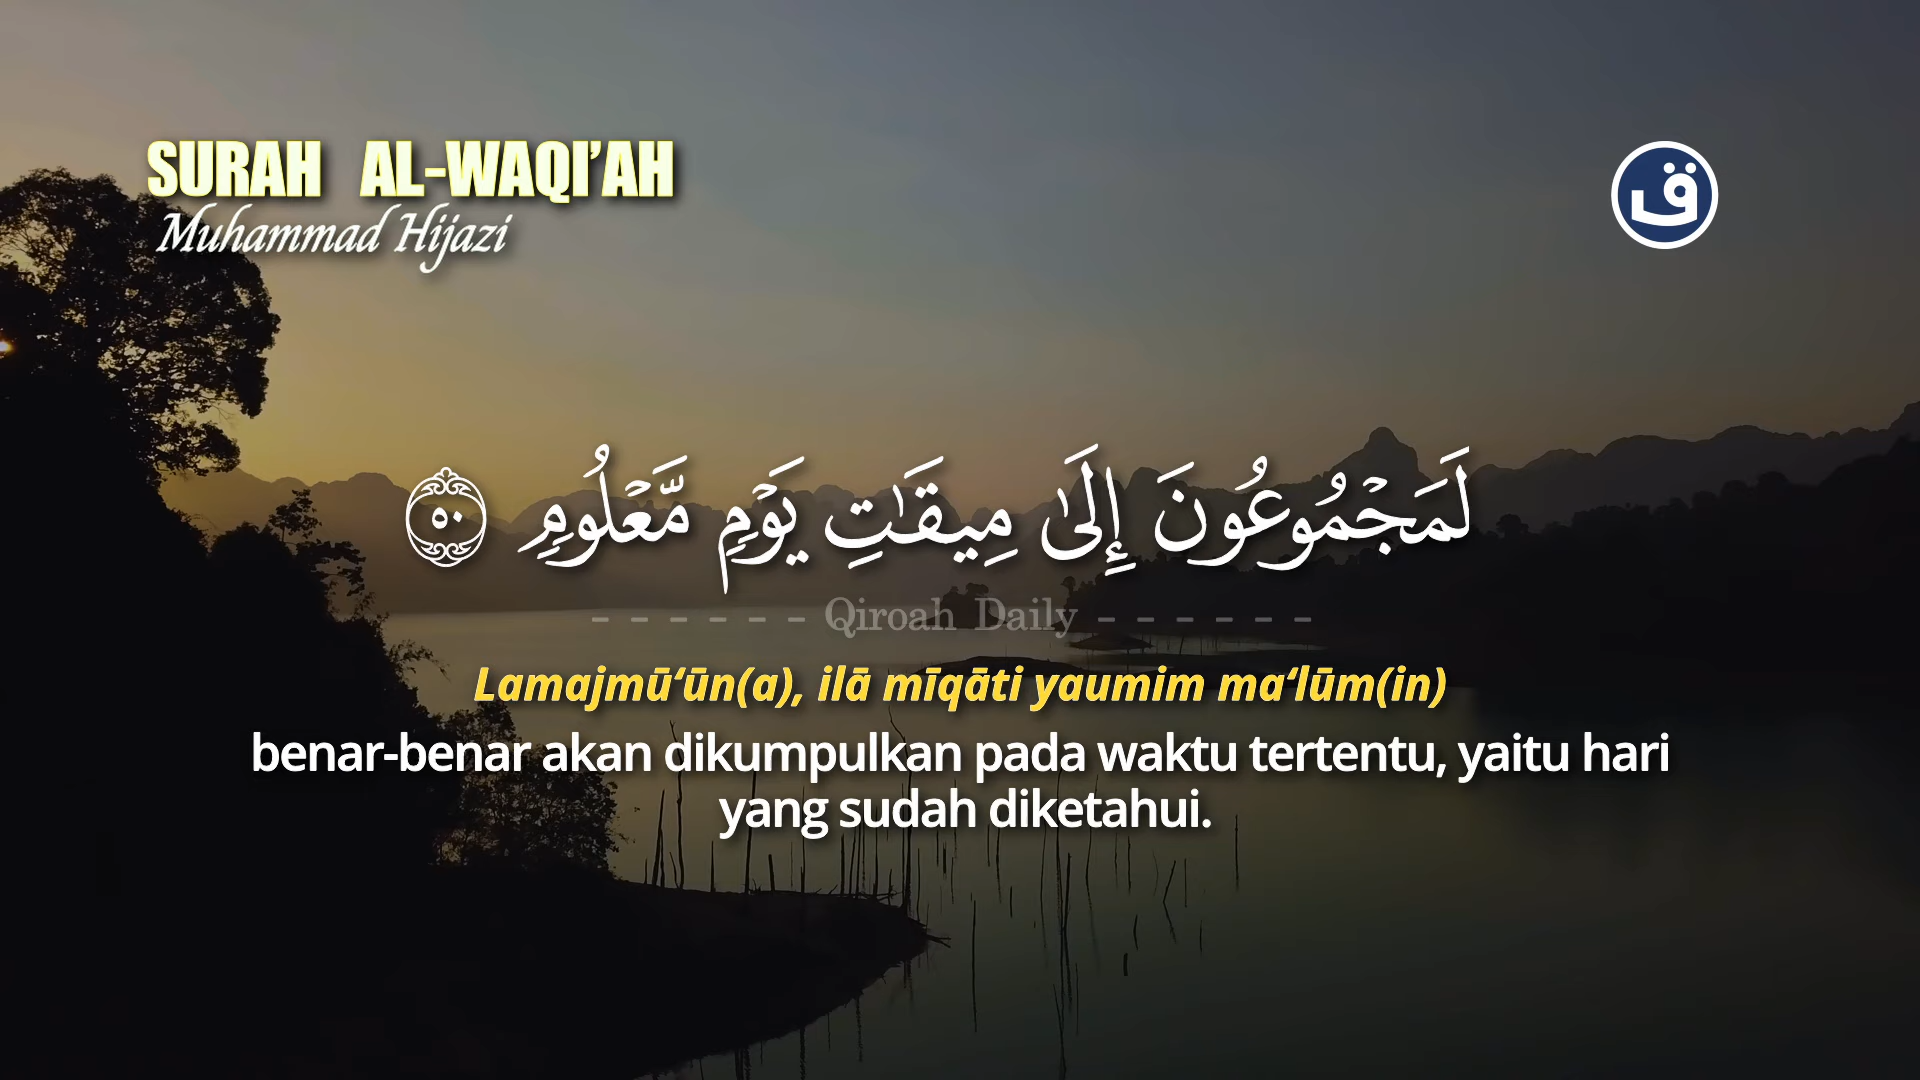 SURAH AL-WAQI’AH
Muhammad Hijazi
ق
لَمَجْمُوعُونَ إِلَىٰ مِيقَٰتِ يَوْمٍ مَّعْلُومٍ ٥٠
- - - - - - Qiroah Daily - - - - - -
Lamajmū‘ūn(a), ilā mīqāti yaumim ma‘lūm(in)
benar-benar akan dikumpulkan pada waktu tertentu, yaitu hari
yang sudah diketahui.